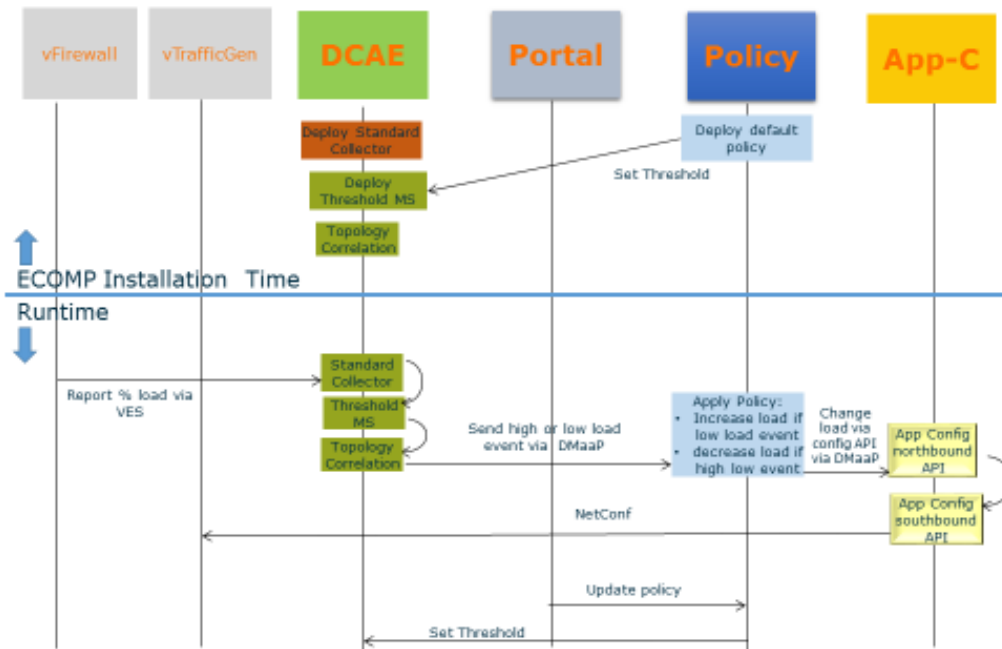 vFirewall
vTrafficGen
DCAE
Portal
Policy
App-C
Deploy Standard
Collector
Deploy default
policy
Set Threshold
Deploy
Threshold MS
Topology
Correlation
ECOMP Installation Time
Runtime
Report % load via
VES
Standard
Collector
Threshold
MS
Topology
Correlation
Send high or low load
event via DMaaP
Apply Policy:
• Increase load if
low load event
• decrease load if
high low event
Change
load via
config API
via DMaaP
App Config
northbound
API
App Config
southbound
API
NetConf
Update policy
Set Threshold